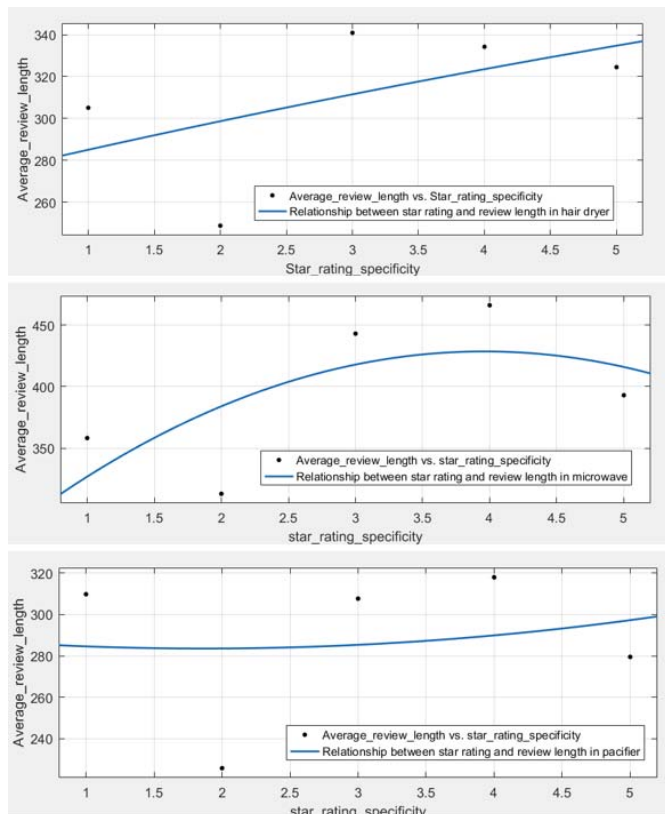 340
320
300
280
260
Average_review_length
Average_review_length vs. Star_rating_specificity
Relationship between star rating and review length in hair dryer
1 1.5 2 2.5 3 3.5 4 4.5 5
Star_rating_specificity
450
400
350
Average_review_length
Average_review_length vs. star_rating_specificity
Relationship between star rating and review length in microwave
1 1.5 2 2.5 3 3.5 4 4.5 5
star_rating_specificity
320
300
280
260
240
Average_review_length
Average_review_length vs. star_rating_specificity
Relationship between star rating and review length in pacifier
1 1.5 2 2.5 3 3.5 4 4.5 5
star_rating_specificity